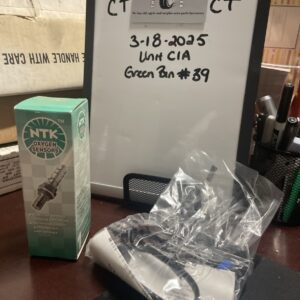 HANDLE WITH CARE
CT
CT
3-18-2025
Unit C1A
Green Bin #89
NTK
OXYGEN
SENSORS